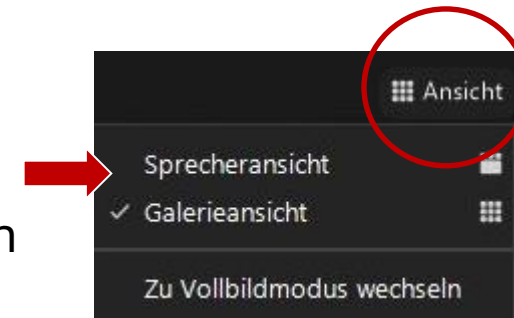 Ansicht
Sprecheransicht
Galerieansicht
n
Zu Vollbildmodus wechseln